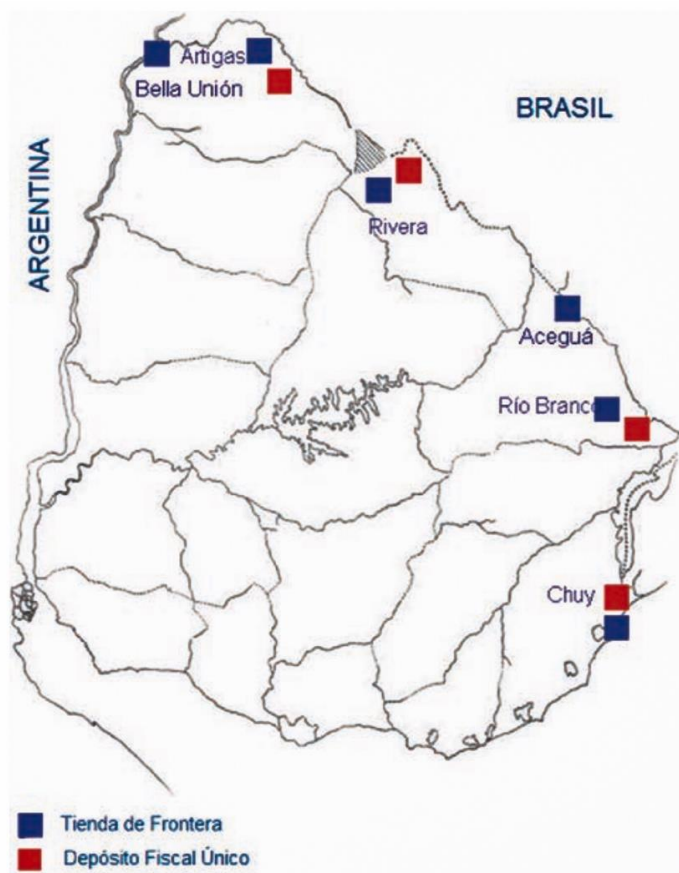 Artigas
Bella Unión
BRASIL
ARGENTINA
Rivera
Aceguá
Río Branco
Chuy
Tienda de Frontera
Depósito Fiscal Único